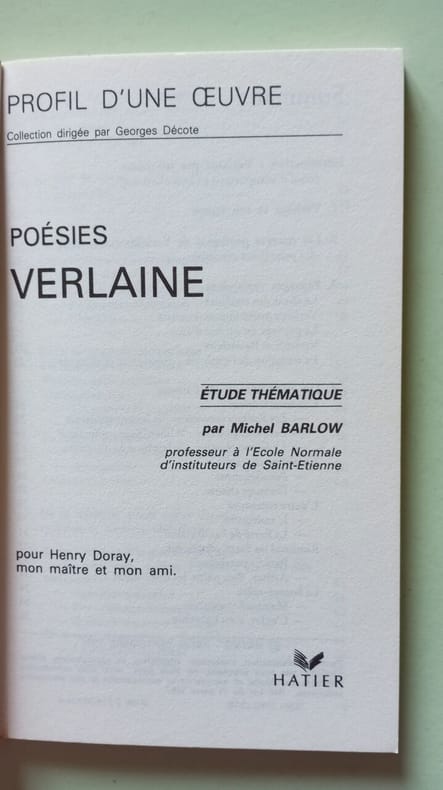 PROFIL D'UNE ŒUVRE
Collection dirigée par Georges Décote
POÉSIES
VERLAINE
ÉTUDE THÉMATIQUE
par Michel BARLOW
professeur à l'Ecole Normale
d'instituteurs de Saint-Etienne
pour Henry Doray,
mon maître et mon ami.
HATIER